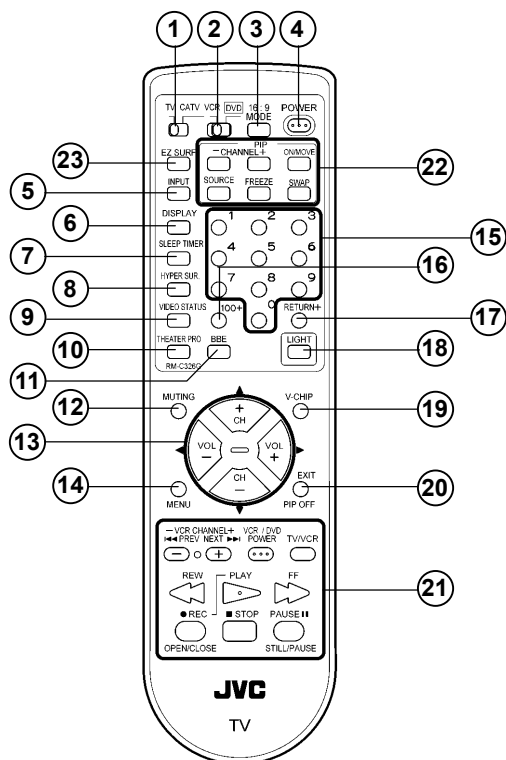 1 2 3 4
TV CATV VCR DVD 16:9 POWER
MODE
23 EZ SURF PIP
−CHANNEL+ ON/MOVE 22
5 INPUT SOURCE FREEZE SWAP
6 DISPLAY 1 2 3 15
7 SLEEP TIMER 4 5 6 16
8 HYPER SUR. 7 8 9
9 VIDEO STATUS 100+ 0 RETURN+ 17
10 THEATER PRO BBE LIGHT 18
RM-C326G
11
12 MUTING V-CHIP 19
13 + CH
VOL − VOL +
CH −
14 MENU EXIT 20
PIP OFF
−VCR CHANNEL+ VCR / DVD
⏮ PREV NEXT ⏭ POWER TV/VCR
− + 21
REW PLAY FF
● REC ■ STOP PAUSE ⏸
OPEN/CLOSE STILL/PAUSE
JVC
TV